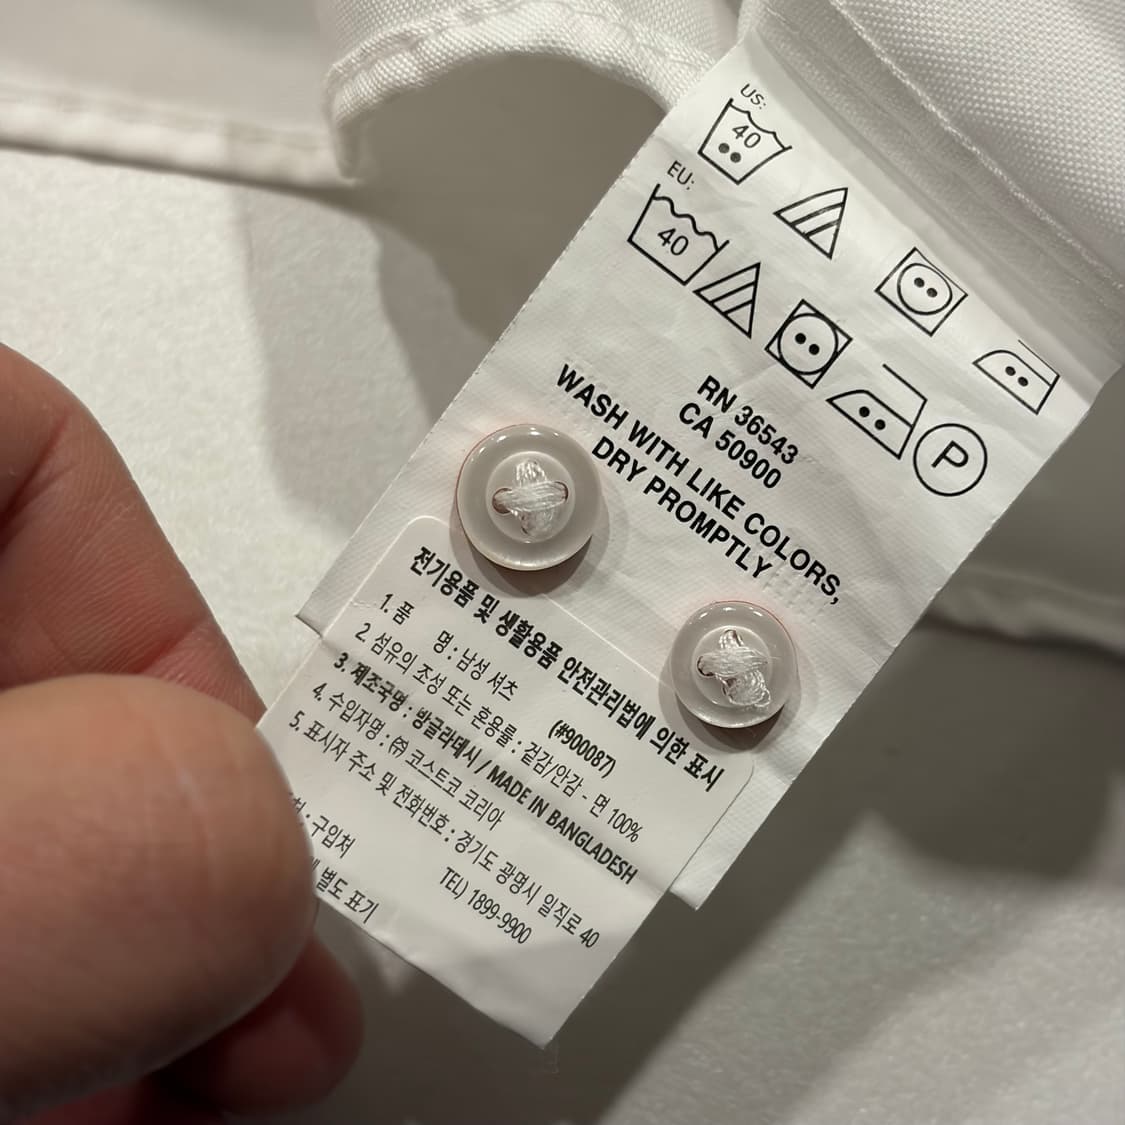 US:
40
EU:
40
P
RN 36543
CA 50900
WASH WITH LIKE COLORS,
DRY PROMPTLY
전기용품 및 생활용품 안전관리법에 의한 표시
1. 품 명 : 남성 셔츠 (#900087)
2. 섬유의 조성 또는 혼용률 : 겉감/안감 - 면 100%
3. 제조국명 : 방글라데시 / MADE IN BANGLADESH
4. 수입자명 : ㈜ 코스트코 코리아
5. 표시자 주소 및 전화번호 : 경기도 광명시 일직로 40
TEL) 1899-9900
구입처
별도 표기